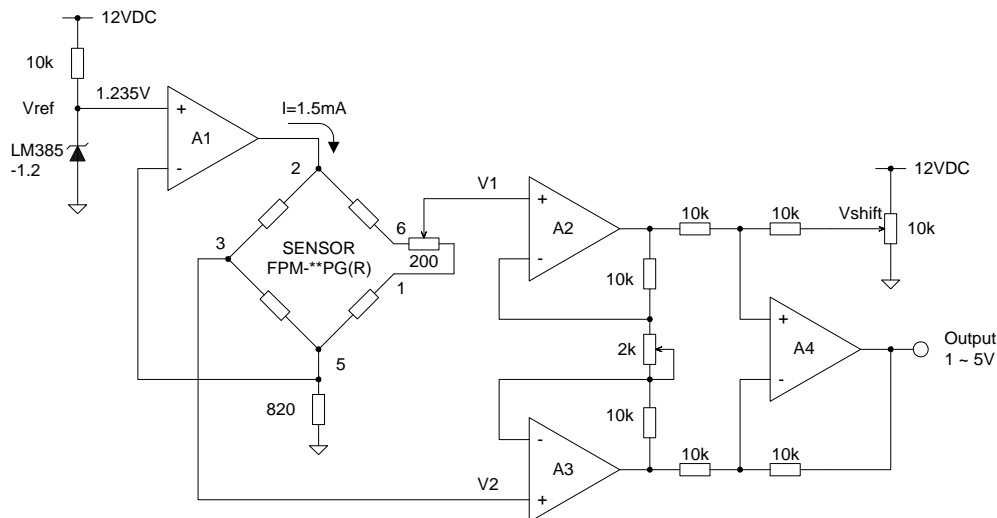 12VDC
10k
1.235V
Vref
LM385
-1.2
+
-
A1
I=1.5mA
2
3
SENSOR
FPM-**PG(R)
6
200
1
5
820
V1
V2
+
A2
-
10k
2k
10k
-
A3
+
10k
10k
Vshift
12VDC
10k
+
A4
-
10k
10k
Output
1 ~ 5V